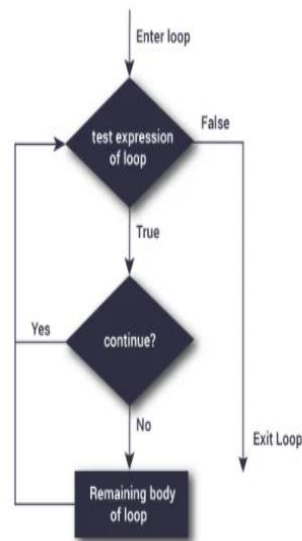 Enter loop
test expression
of loop
False
True
Yes
continue?
No
Exit Loop
Remaining body
of loop